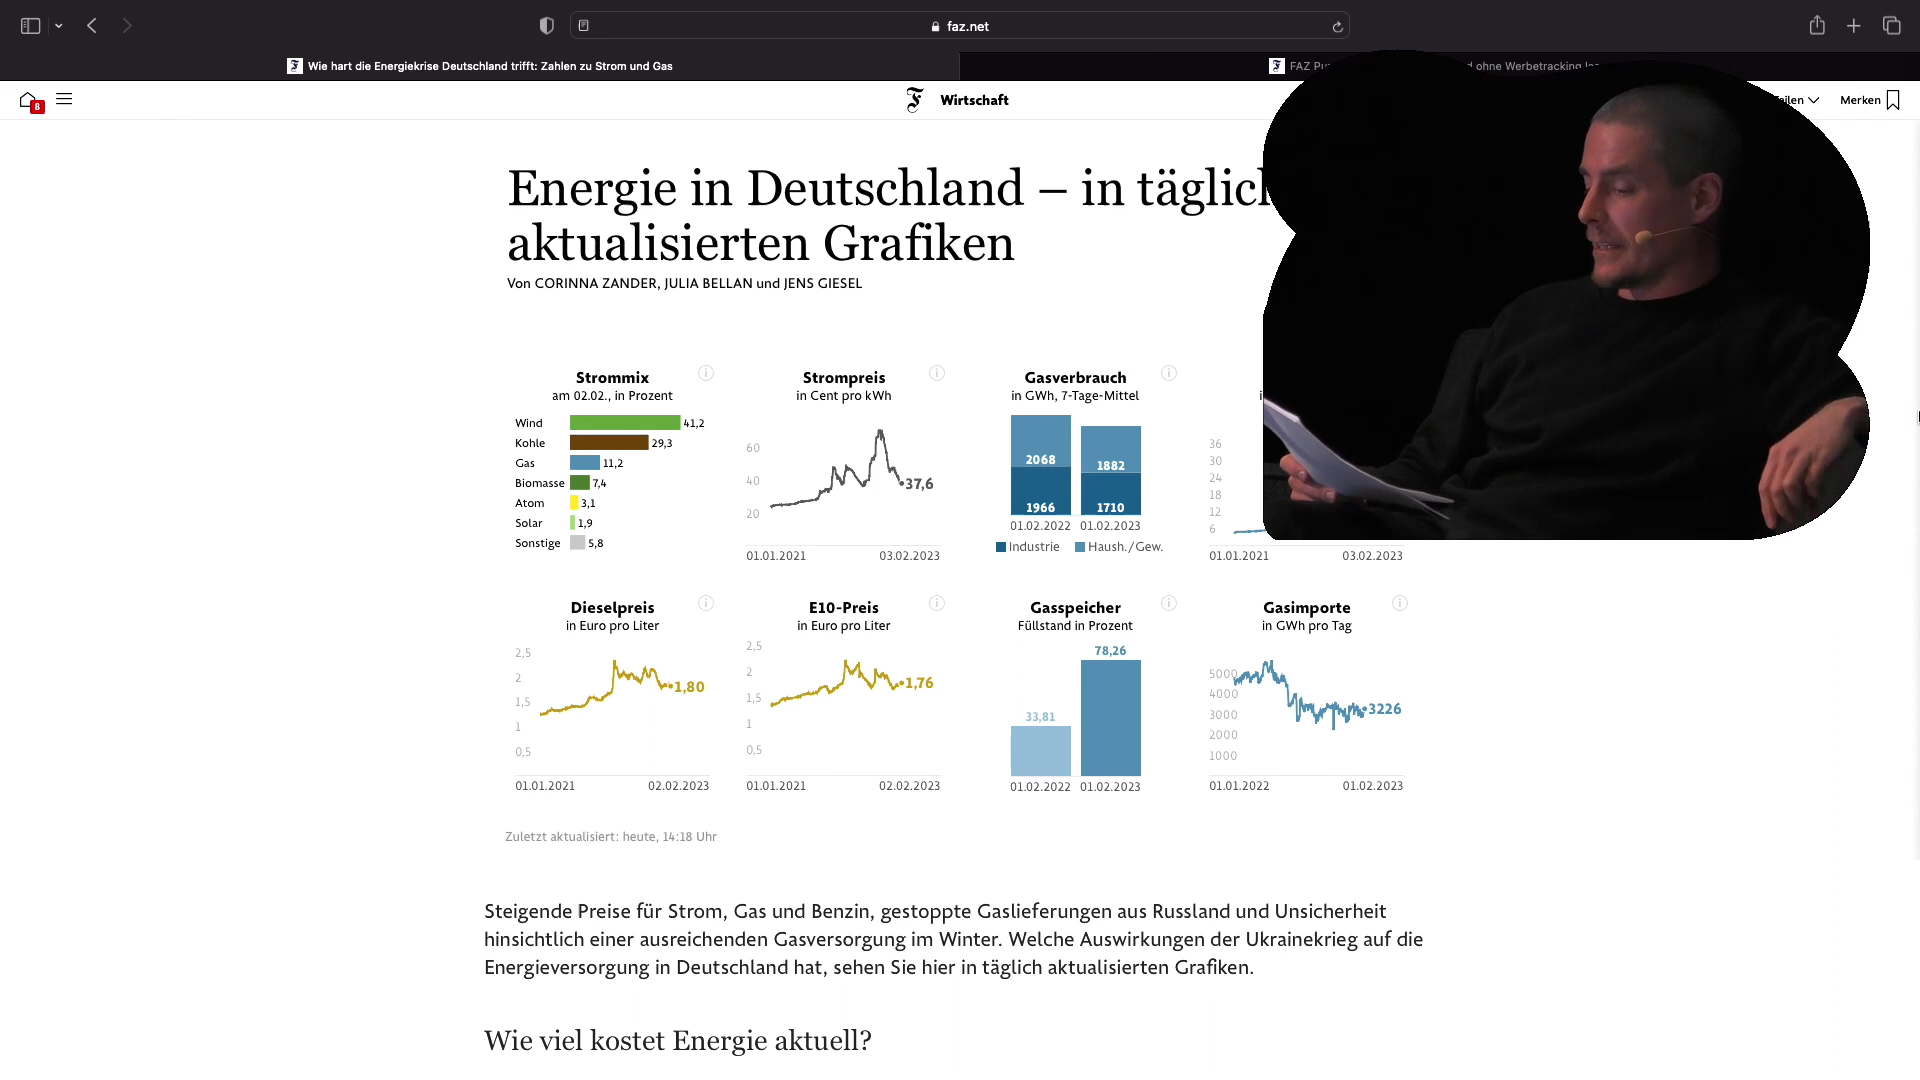 faz.net
Wie hart die Energiekrise Deutschland trifft: Zahlen zu Strom und Gas
FAZ ohne Werbetracking
8
Wirtschaft
Merken
Energie in Deutschland – in
aktualisierten Grafiken
Von CORINNA ZANDER, JULIA BELLAN und JENS GIESEL
Strommix
am 02.02., in Prozent
Wind 41,2
Kohle 29,3
Gas 11,2
Biomasse 7,4
Atom 3,1
Solar 1,9
Sonstige 5,8
Strompreis
in Cent pro kWh
60
40
20
37,6
01.01.2021 03.02.2023
Gasverbrauch
in GWh, 7-Tage-Mittel
2068 1882
1966 1710
01.02.2022 01.02.2023
Industrie Haush./Gew.
36
30
24
18
12
6
01.01.2021 03.02.2023
Dieselpreis
in Euro pro Liter
2,5
2
1,5
1
0,5
1,80
01.01.2021 02.02.2023
E10-Preis
in Euro pro Liter
2,5
2
1,5
1
0,5
1,76
01.01.2021 02.02.2023
Gasspeicher
Füllstand in Prozent
78,26
33,81
01.02.2022 01.02.2023
Gasimporte
in GWh pro Tag
5000
4000
3000
2000
1000
3226
01.01.2022 01.02.2023
Zuletzt aktualisiert: heute, 14:18 Uhr
Steigende Preise für Strom, Gas und Benzin, gestoppte Gaslieferungen aus Russland und Unsicherheit
hinsichtlich einer ausreichenden Gasversorgung im Winter. Welche Auswirkungen der Ukrainekrieg auf die
Energieversorgung in Deutschland hat, sehen Sie hier in täglich aktualisierten Grafiken.
Wie viel kostet Energie aktuell?